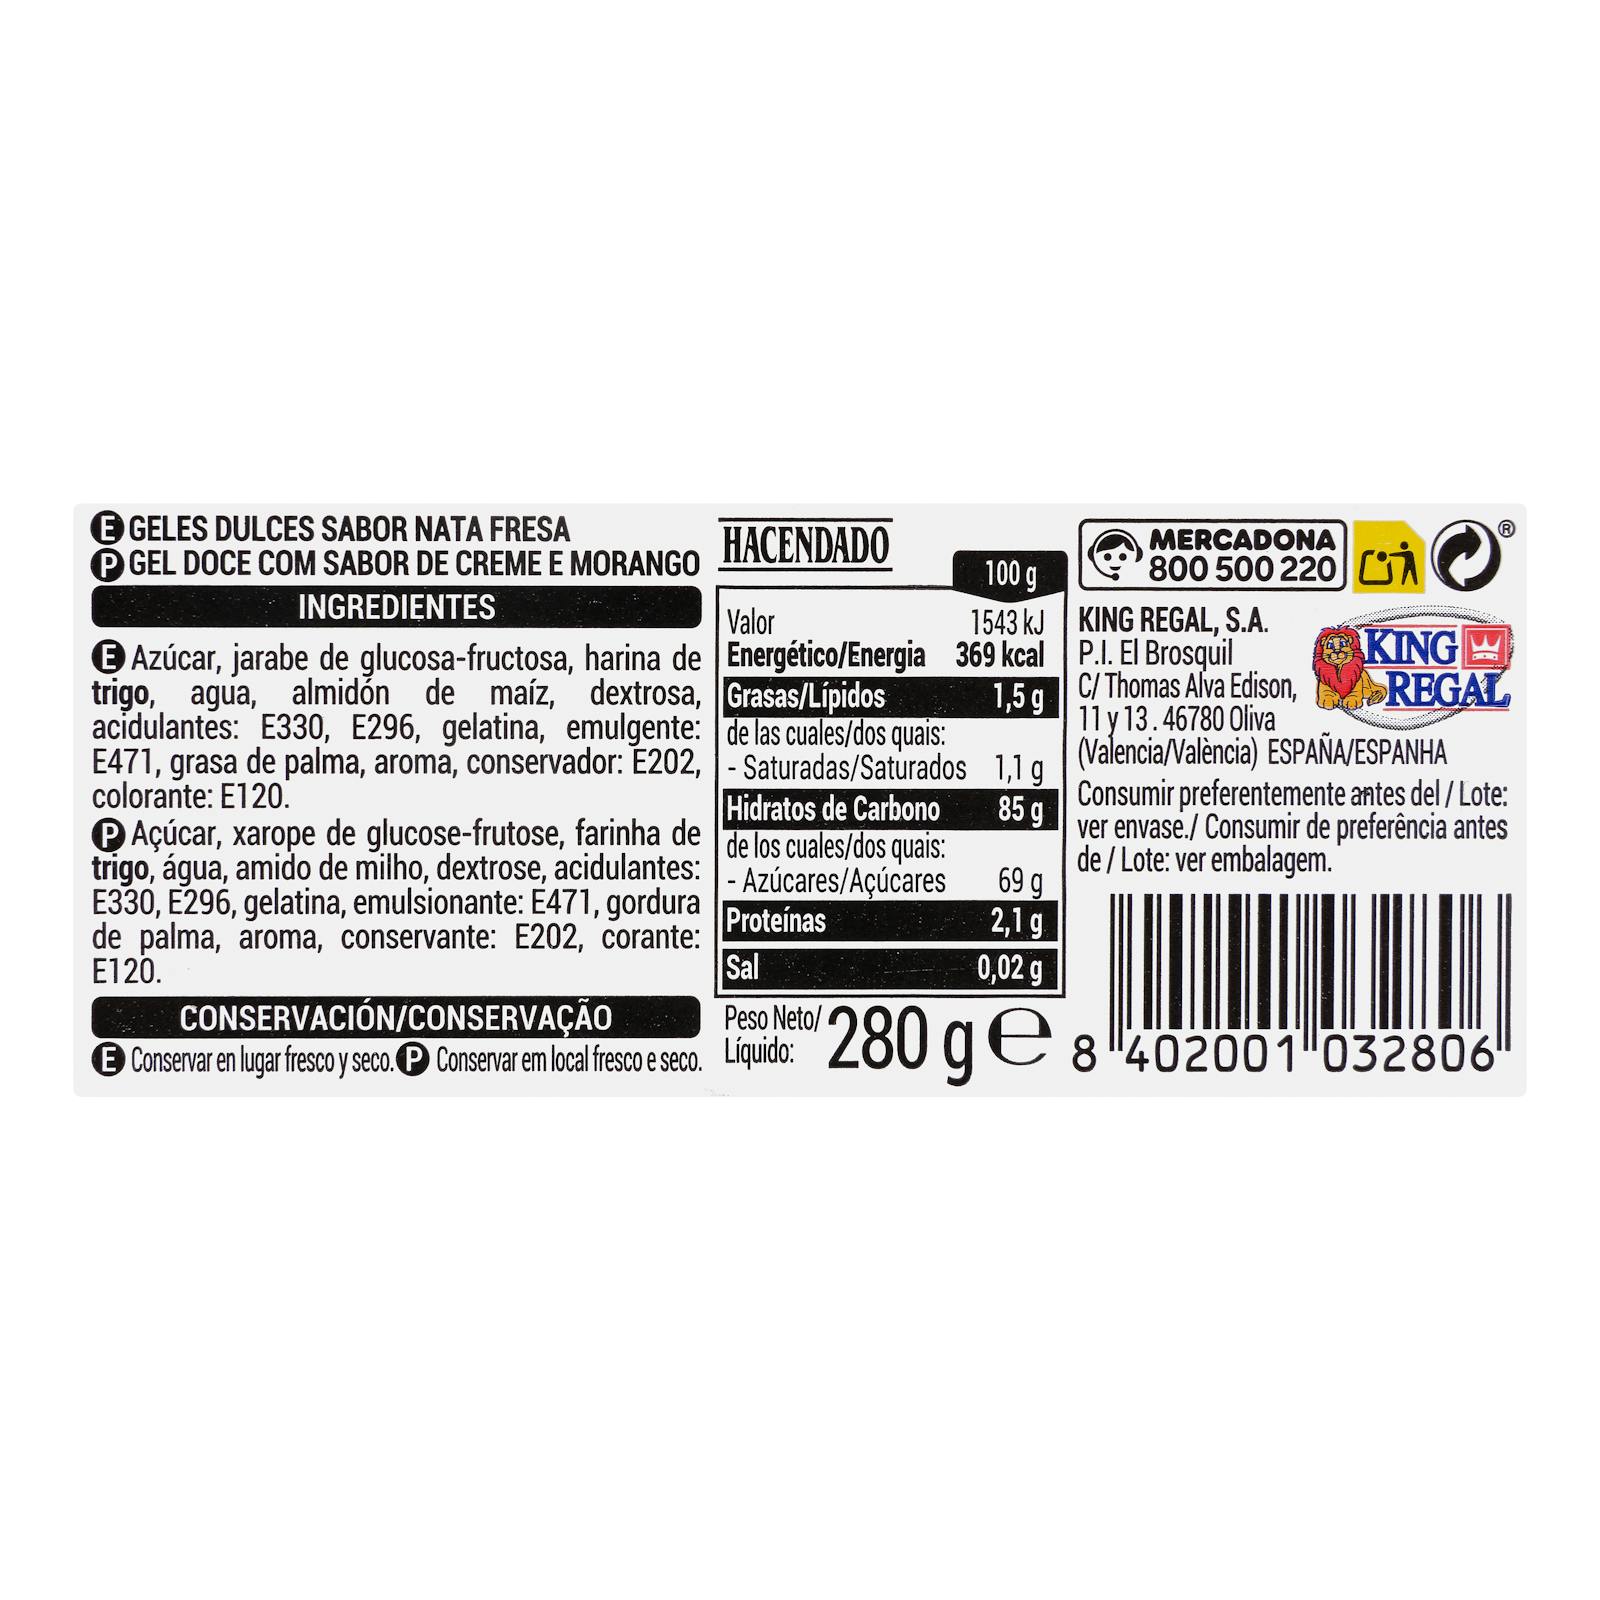 E GELES DULCES SABOR NATA FRESA
P GEL DOCE COM SABOR DE CREME E MORANGO
INGREDIENTES
E Azúcar, jarabe de glucosa-fructosa, harina de
trigo, agua, almidón de maíz, dextrosa,
acidulantes: E330, E296, gelatina, emulgente:
E471, grasa de palma, aroma, conservador: E202,
colorante: E120.
P Açúcar, xarope de glucose-frutose, farinha de
trigo, água, amido de milho, dextrose, acidulantes:
E330, E296, gelatina, emulsionante: E471, gordura
de palma, aroma, conservante: E202, corante:
E120.
CONSERVACIÓN/CONSERVAÇÃO
E Conservar en lugar fresco y seco. P Conservar em local fresco e seco.
HACENDADO
100 g
Valor 1543 kJ
Energético/Energia 369 kcal
Grasas/Lípidos 1,5 g
de las cuales/dos quais:
- Saturadas/Saturados 1,1 g
Hidratos de Carbono 85 g
de los cuales/dos quais:
- Azúcares/Açúcares 69 g
Proteínas 2,1 g
Sal 0,02 g
Peso Neto/
Líquido: 280 g e
MERCADONA
800 500 220
®
KING REGAL, S.A.
P.I. El Brosquil
C/ Thomas Alva Edison,
11 y 13 . 46780 Oliva
(Valencia/València) ESPAÑA/ESPANHA
KING
REGAL
Consumir preferentemente antes del / Lote:
ver envase./ Consumir de preferência antes
de / Lote: ver embalagem.
8 402001 032806